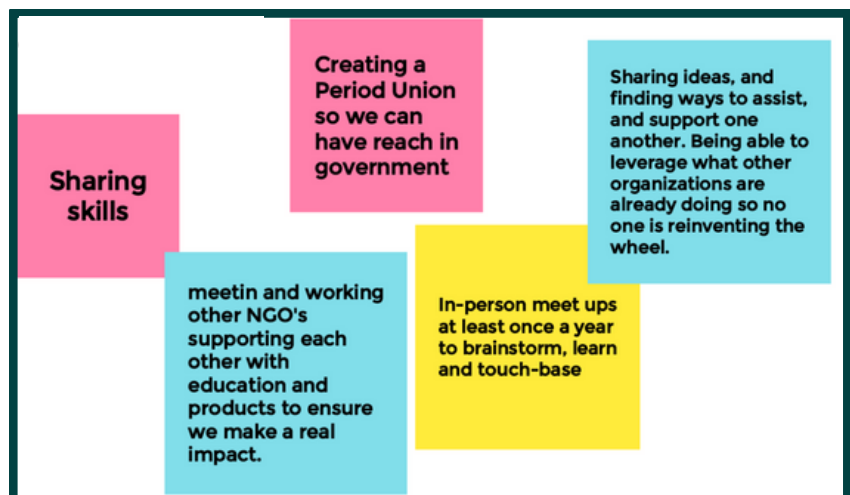 Sharing
skills
Creating a
Period Union
so we can
have reach in
government
Sharing ideas, and
finding ways to assist,
and support one
another. Being able to
leverage what other
organizations are
already doing so no
one is reinventing the
wheel.
meetin and working
other NGO's
supporting each
other with
education and
products to ensure
we make a real
impact.
In-person meet ups
at least once a year
to brainstorm, learn
and touch-base